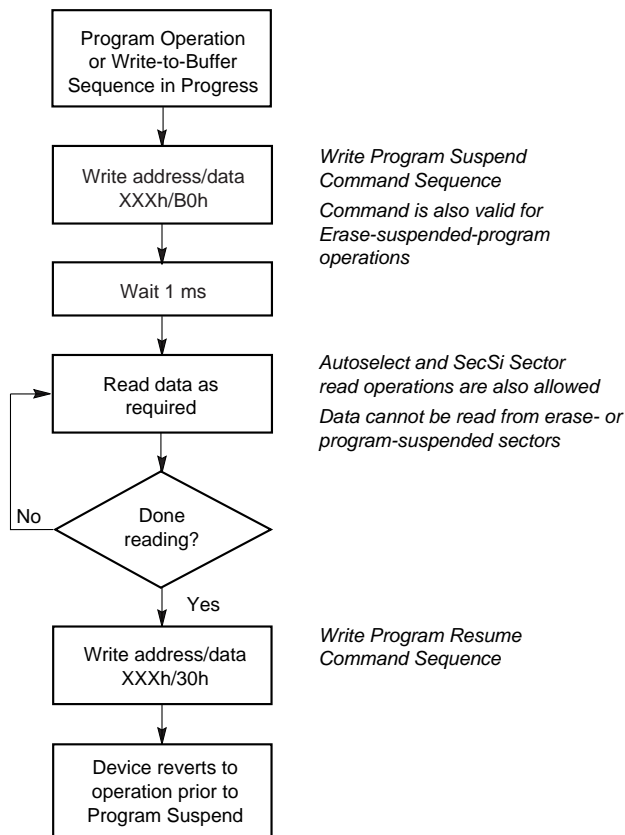 Program Operation
or Write-to-Buffer
Sequence in Progress
Write address/data
XXXh/B0h
Write Program Suspend
Command Sequence
Command is also valid for
Erase-suspended-program
operations
Wait 1 ms
Read data as
required
Autoselect and SecSi Sector
read operations are also allowed
Data cannot be read from erase- or
program-suspended sectors
Done
reading?
No
Yes
Write address/data
XXXh/30h
Write Program Resume
Command Sequence
Device reverts to
operation prior to
Program Suspend